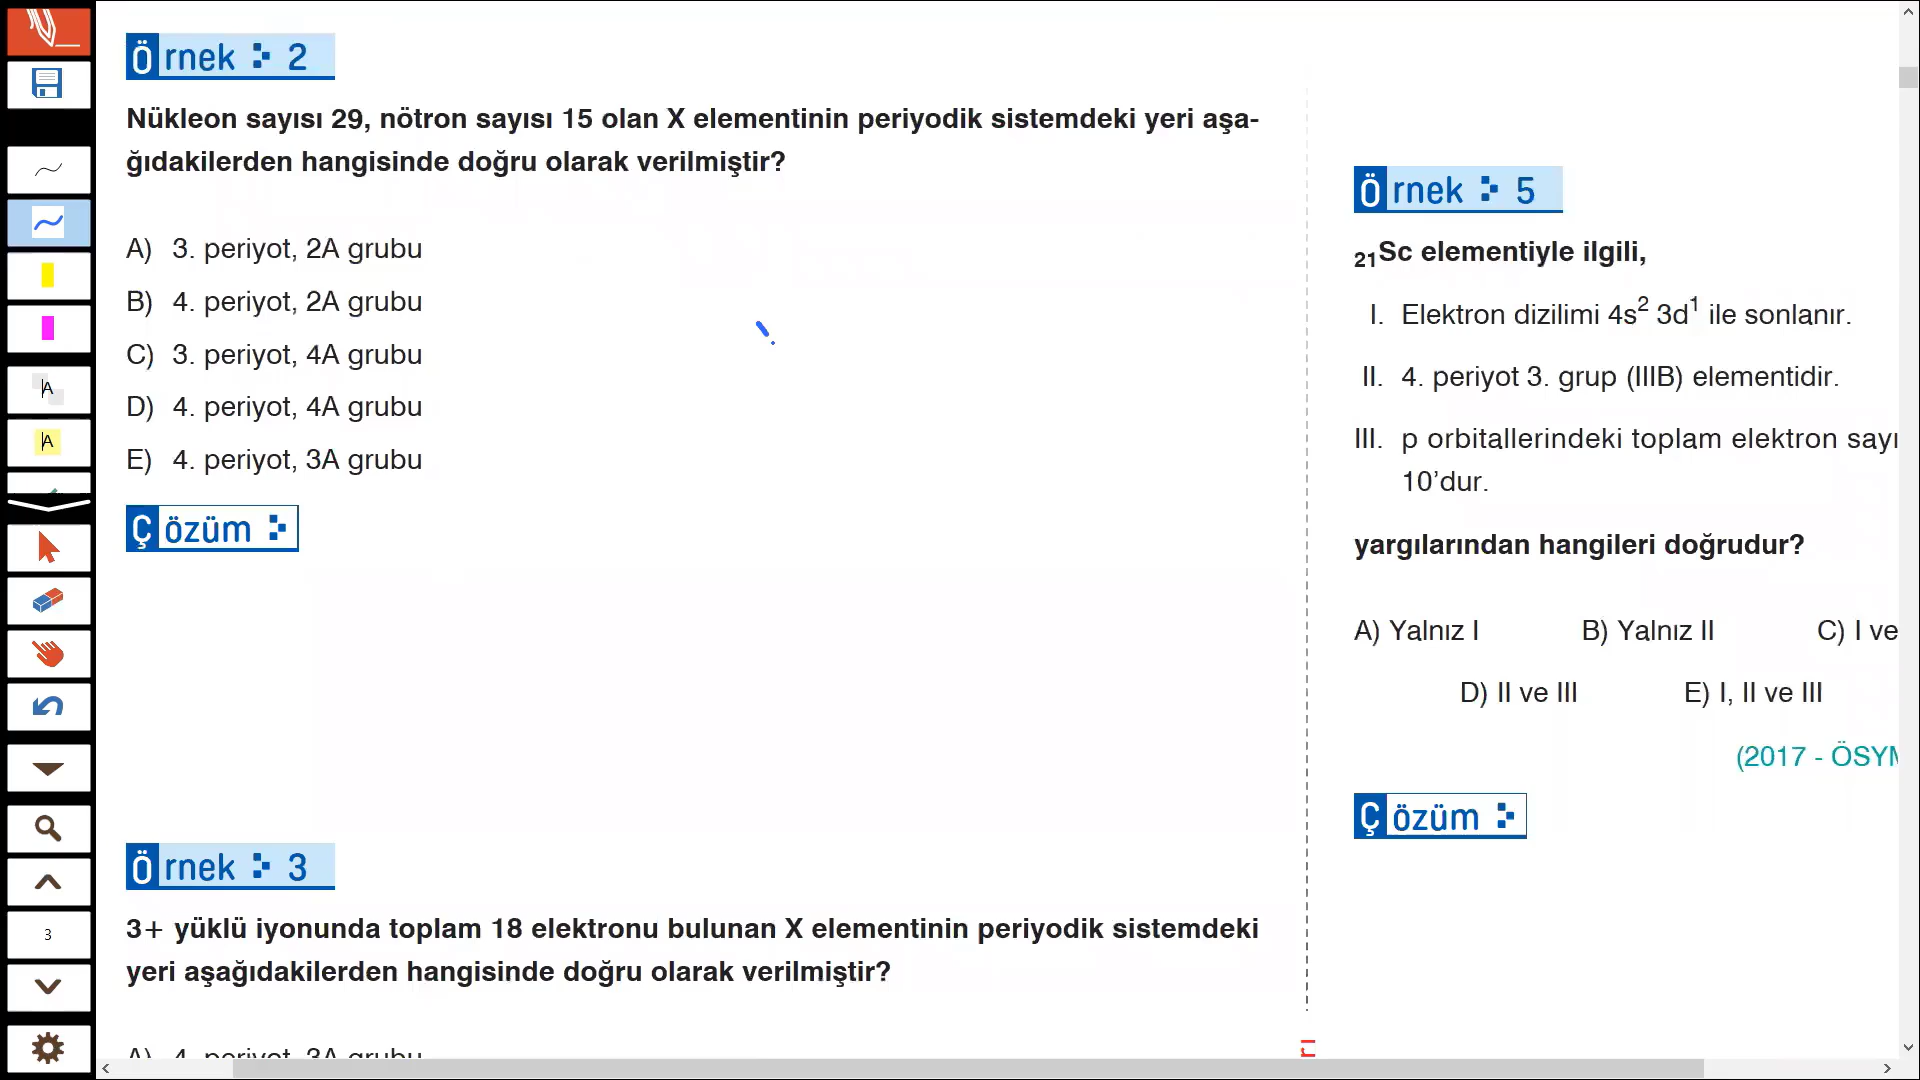 Örnek 2
Nükleon sayısı 29, nötron sayısı 15 olan X elementinin periyodik sistemdeki yeri aşa-
ğıdakilerden hangisinde doğru olarak verilmiştir?
A) 3. periyot, 2A grubu
B) 4. periyot, 2A grubu
C) 3. periyot, 4A grubu
D) 4. periyot, 4A grubu
E) 4. periyot, 3A grubu
Çözüm
Örnek 3
3+ yüklü iyonunda toplam 18 elektronu bulunan X elementinin periyodik sistemdeki
yeri aşağıdakilerden hangisinde doğru olarak verilmiştir?
A) 4. periyot, 3A grubu
Örnek 5
₂₁Sc elementiyle ilgili,
I. Elektron dizilimi 4s² 3d¹ ile sonlanır.
II. 4. periyot 3. grup (IIIB) elementidir.
III. p orbitallerindeki toplam elektron sayı
10’dur.
yargılarından hangileri doğrudur?
A) Yalnız I B) Yalnız II C) I ve
D) II ve III E) I, II ve III
(2017 - ÖSYM
Çözüm
A
A
3